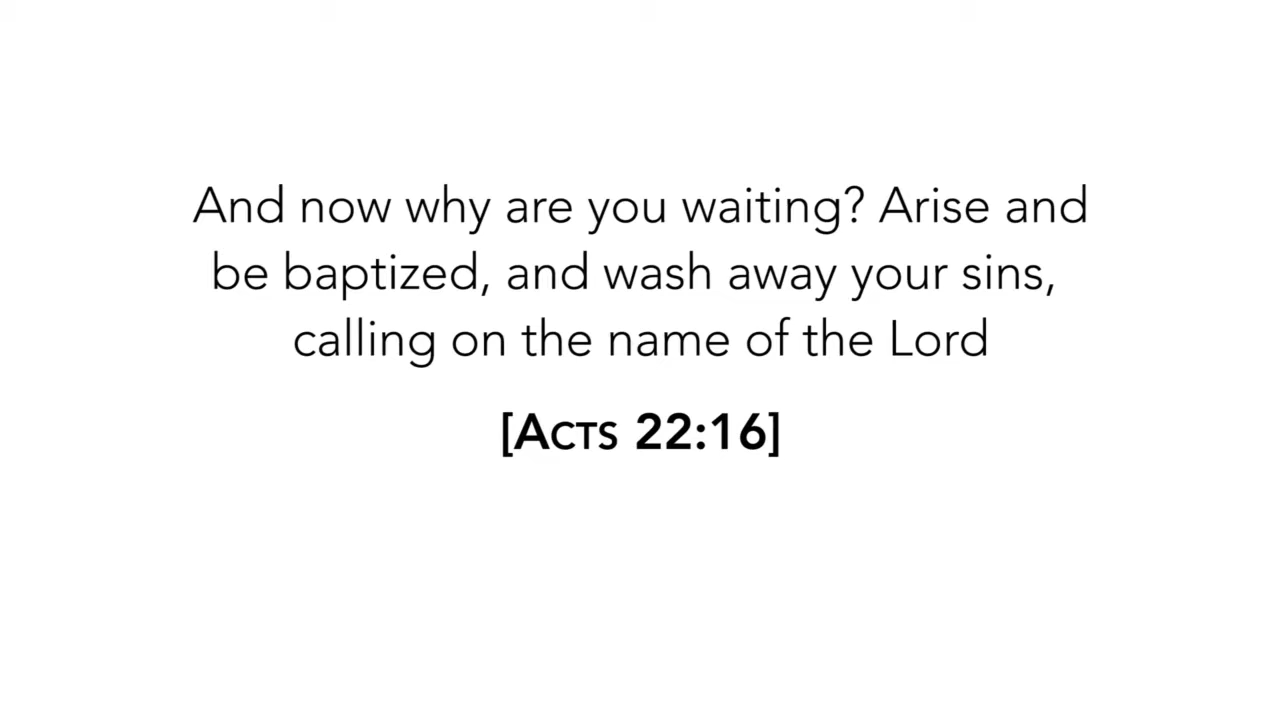 And now why are you waiting? Arise and
be baptized, and wash away your sins,
calling on the name of the Lord
[Acts 22:16]